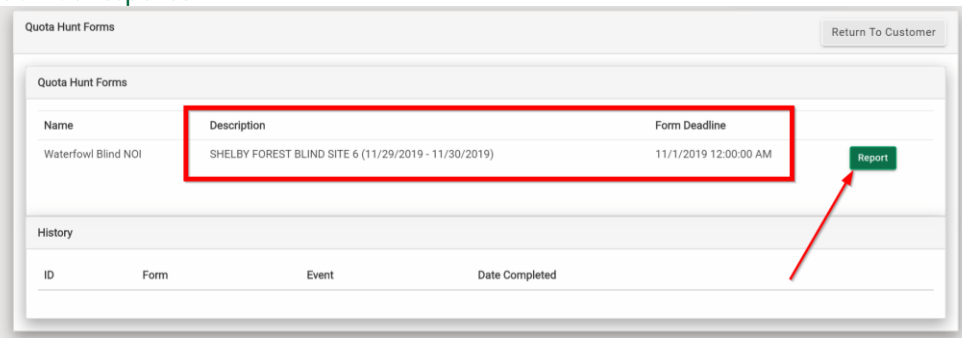 Quota Hunt Forms
Return To Customer
Quota Hunt Forms
Name Description Form Deadline
Waterfowl Blind NOI SHELBY FOREST BLIND SITE 6 (11/29/2019 - 11/30/2019) 11/1/2019 12:00:00 AM Report
History
ID Form Event Date Completed